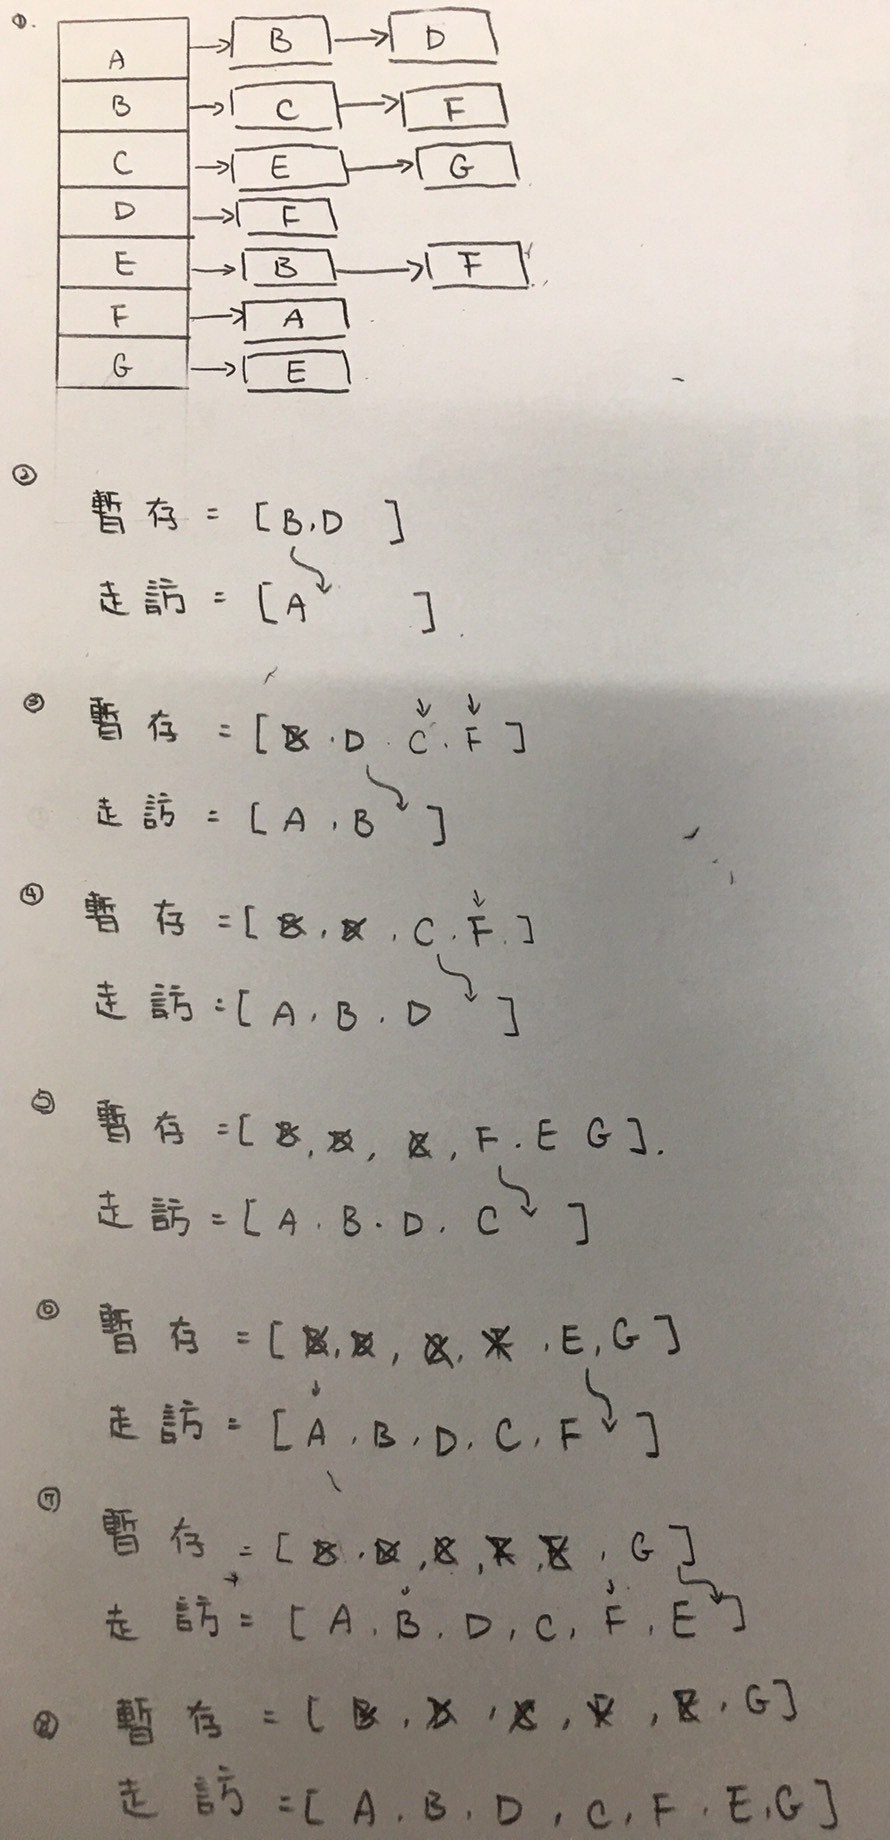 ①.
A → B → D
B → C → F
C → E → G
D → F
E → B → F
F → A
G → E
②
暫存 = [B.D ]
走訪 = [A ]
③ 暫存 = [B . D . C . F ]
走訪 = [ A . B ]
④ 暫存 = [ B . D . C . F. ]
走訪 = [ A . B . D ]
⑤ 暫存 = [ B , D , C , F . E G ].
走訪 = [ A . B . D . C ]
⑥ 暫存 = [ B , D , C , F . E , G ]
走訪 = [ A . B . D . C . F ]
⑦
暫存 = [ B . D , C , F , E . G ]
走訪 = [ A . B . D , C , F . E ]
⑧ 暫存 = [ B , D , C , F , E . G ]
走訪 = [ A . B . D , C , F . E , G ]